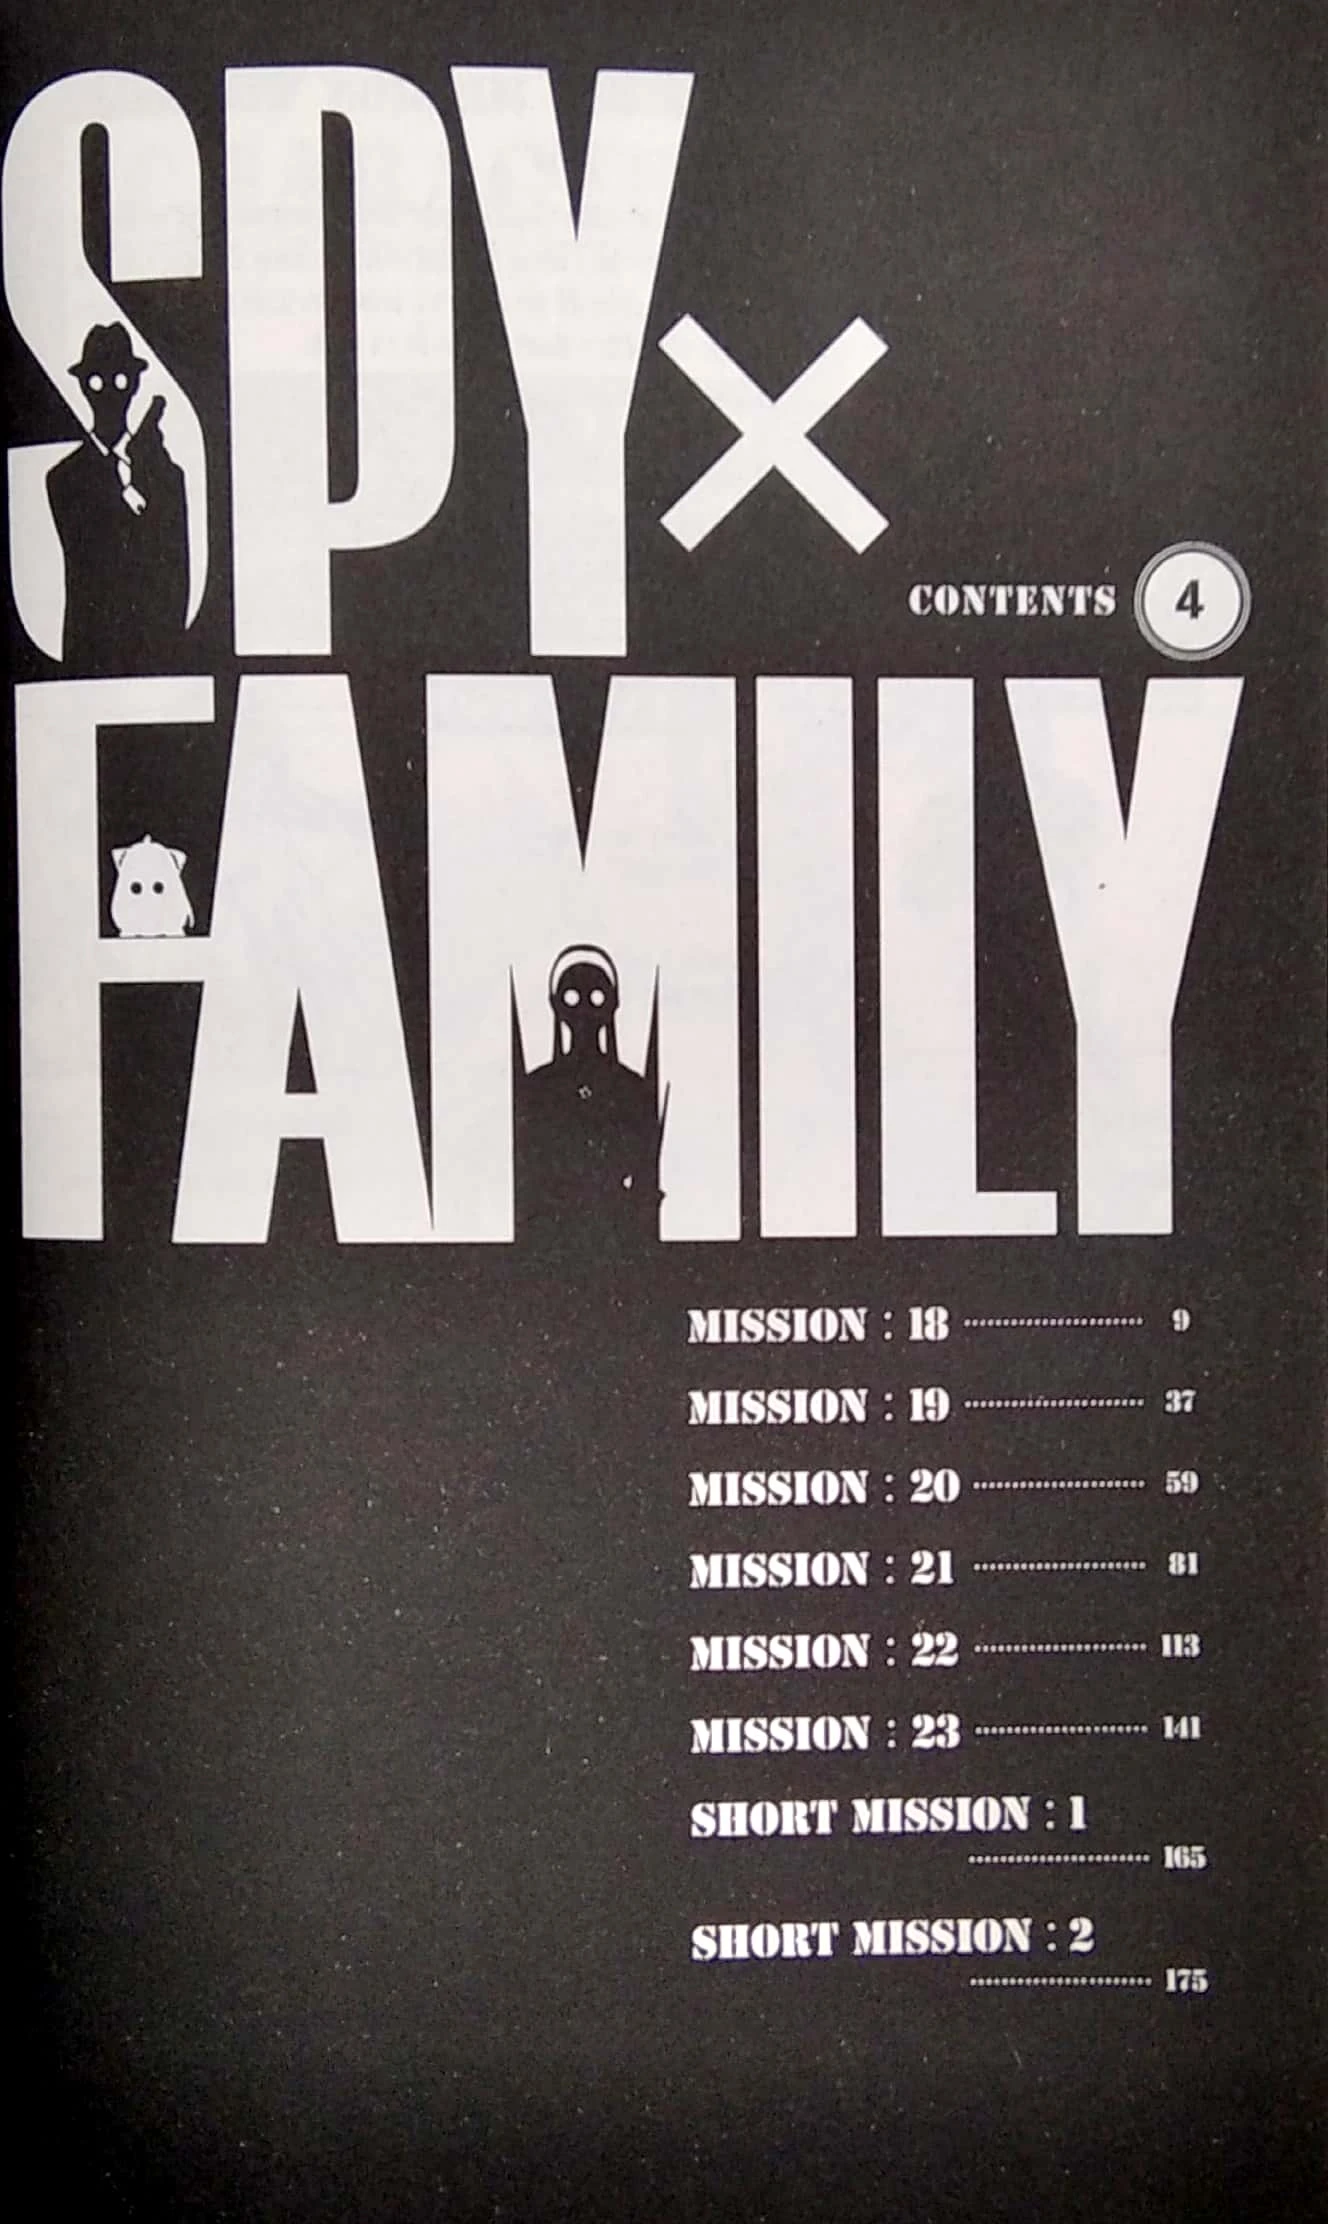 SPY×
CONTENTS 4
FAMILY
MISSION : 18 ........................ 9
MISSION : 19 ........................ 37
MISSION : 20 ........................ 59
MISSION : 21 ........................ 81
MISSION : 22 ........................ 113
MISSION : 23 ........................ 141
SHORT MISSION : 1
........................ 165
SHORT MISSION : 2
........................ 175